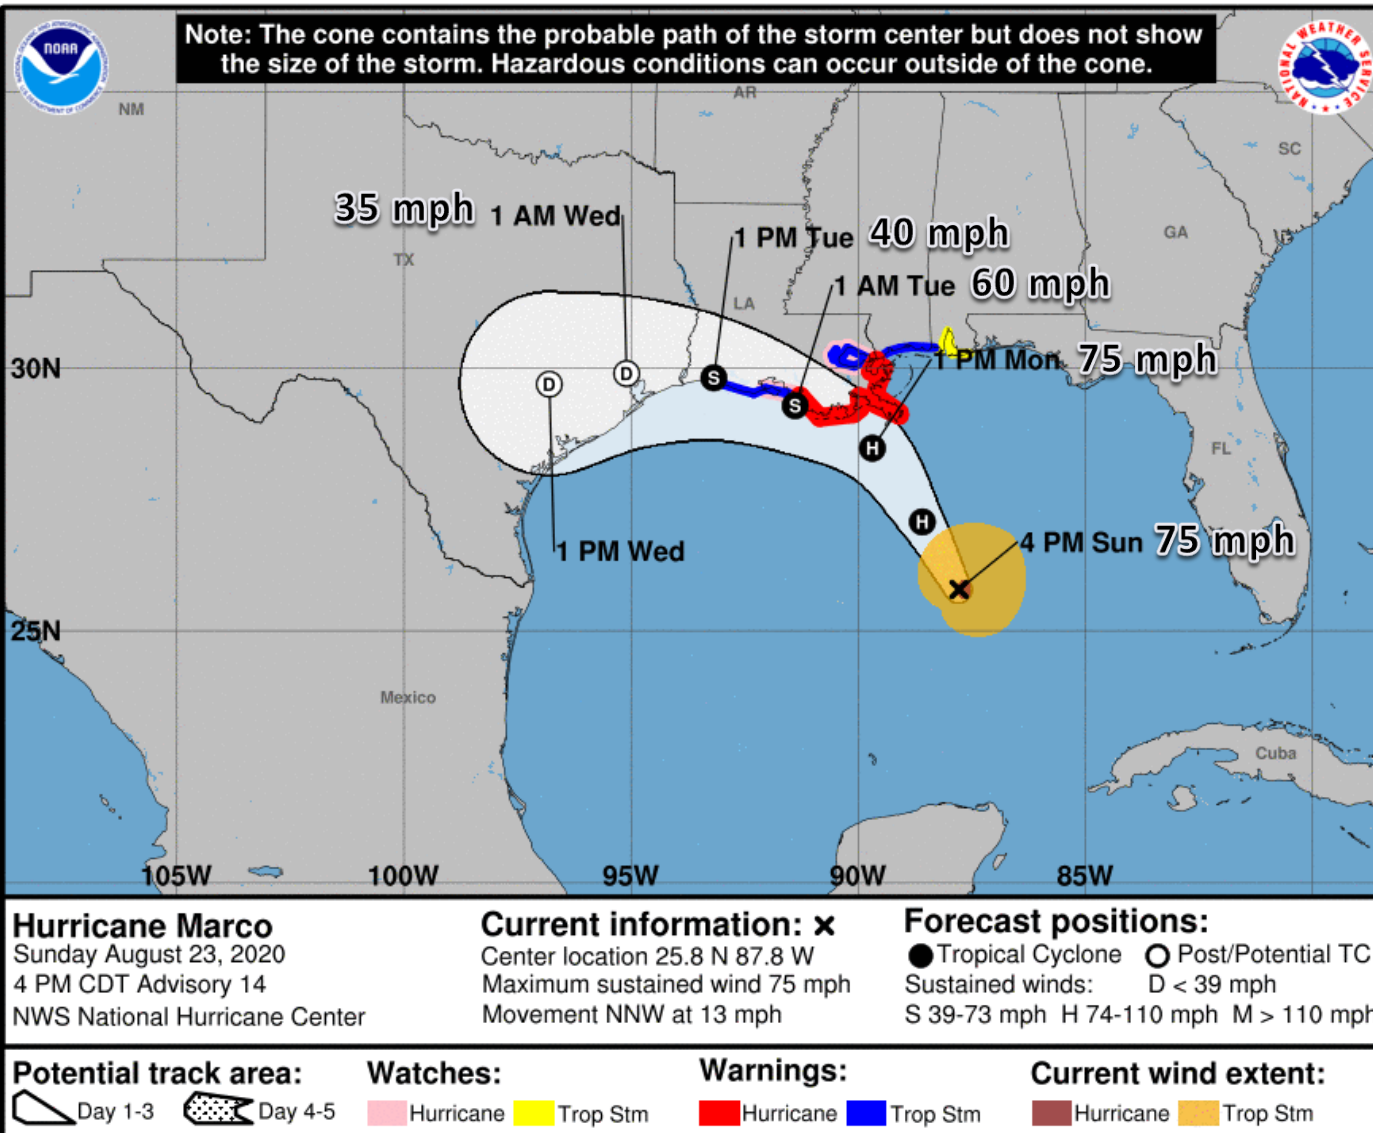 Note: The cone contains the probable path of the storm center but does not show
the size of the storm. Hazardous conditions can occur outside of the cone.
NOAA
NATIONAL WEATHER SERVICE
NM
AR
SC
35 mph 1 AM Wed
1 PM Tue 40 mph
GA
TX
1 AM Tue 60 mph
LA
30N
1 PM Mon 75 mph
D
D
S
S
H
FL
H
4 PM Sun 75 mph
1 PM Wed
25N
Mexico
Cuba
105W 100W 95W 90W 85W
Hurricane Marco
Sunday August 23, 2020
4 PM CDT Advisory 14
NWS National Hurricane Center
Current information: ×
Center location 25.8 N 87.8 W
Maximum sustained wind 75 mph
Movement NNW at 13 mph
Forecast positions:
Tropical Cyclone Post/Potential TC
Sustained winds: D < 39 mph
S 39-73 mph H 74-110 mph M > 110 mph
Potential track area:
Day 1-3 Day 4-5
Watches:
Hurricane Trop Stm
Warnings:
Hurricane Trop Stm
Current wind extent:
Hurricane Trop Stm